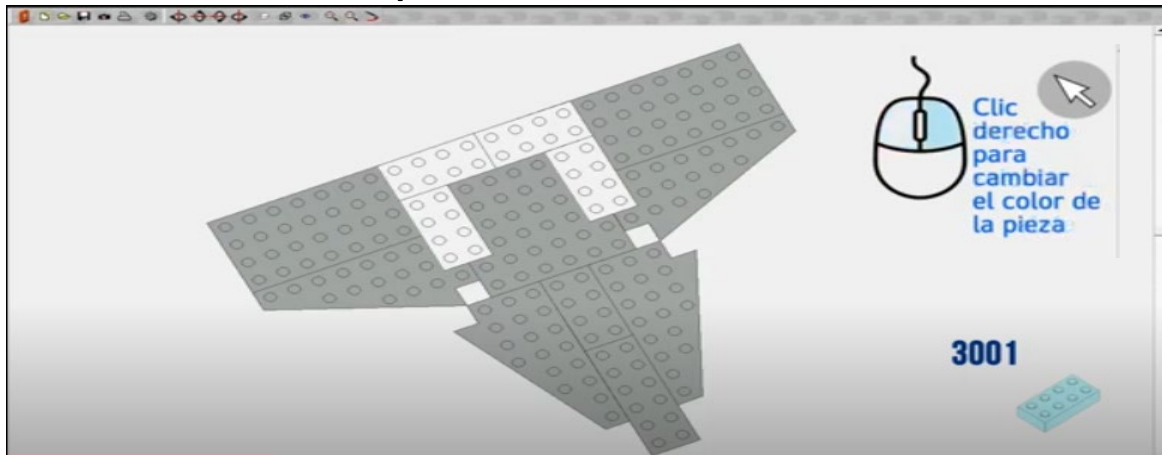 Clic
derecho
para
cambiar
el color de
la pieza
3001